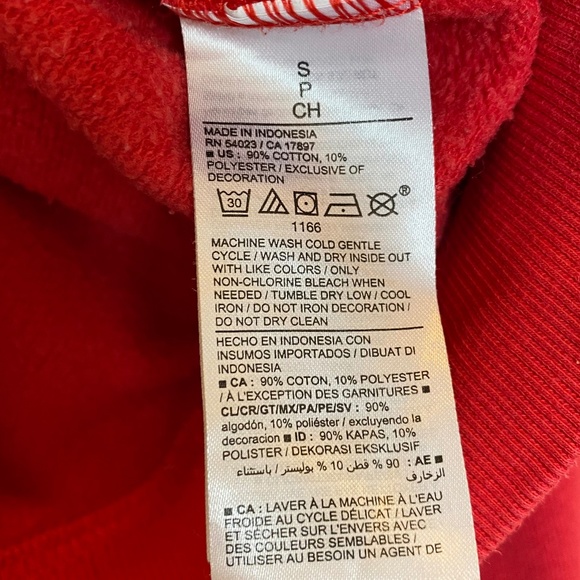 S
P
CH
MADE IN INDONESIA
RN 54023 / CA 17897
■ US : 90% COTTON, 10%
POLYESTER / EXCLUSIVE OF
DECORATION
30
®
1166
MACHINE WASH COLD GENTLE
CYCLE / WASH AND DRY INSIDE OUT
WITH LIKE COLORS / ONLY
NON-CHLORINE BLEACH WHEN
NEEDED / TUMBLE DRY LOW / COOL
IRON / DO NOT IRON DECORATION /
DO NOT DRY CLEAN
HECHO EN INDONESIA CON
INSUMOS IMPORTADOS / DIBUAT DI
INDONESIA
■ CA : 90% COTON, 10% POLYESTER
/ À L'EXCEPTION DES GARNITURES ■
CL/CR/GT/MX/PA/PE/SV : 90%
algodón, 10% poliéster / excluyendo la
decoracion ■ ID : 90% KAPAS, 10%
POLISTER / DEKORASI EKSKLUSIF
■ AE : 90 % قطن 10 % بوليستر / باستثناء
الزخارف
■ CA : LAVER À LA MACHINE À L'EAU
FROIDE AU CYCLE DÉLICAT / LAVER
ET SÉCHER SUR L'ENVERS AVEC
DES COULEURS SEMBLABLES /
UTILISER AU BESOIN UN AGENT DE